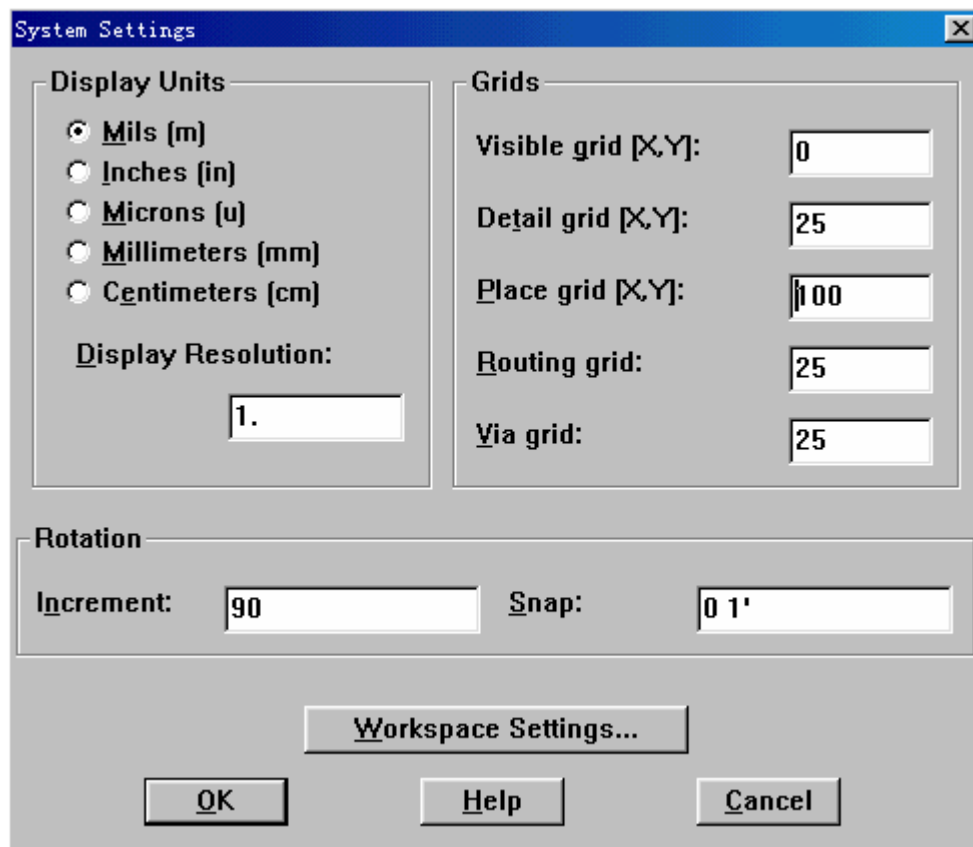 System Settings
Display Units
Mils (m)
Inches (in)
Microns (u)
Millimeters (mm)
Centimeters (cm)
Display Resolution:
1.
Grids
Visible grid [X,Y]: 0
Detail grid [X,Y]: 25
Place grid [X,Y]: 100
Routing grid: 25
Via grid: 25
Rotation
Increment: 90 Snap: 0 1'
Workspace Settings...
OK Help Cancel